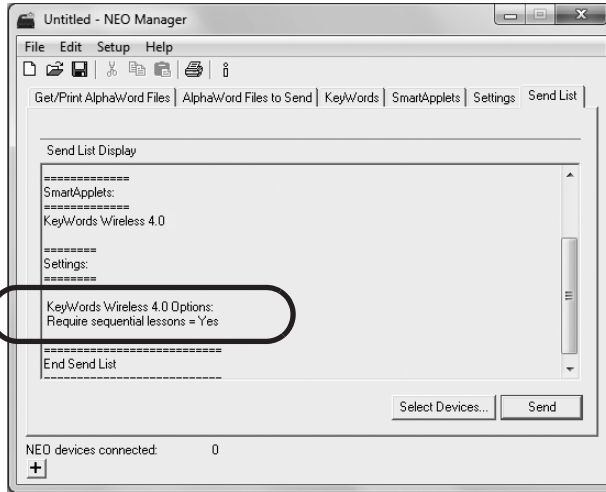 Untitled - NEO Manager
File Edit Setup Help
Get/Print AlphaWord Files AlphaWord Files to Send KeyWords SmartApplets Settings Send List
Send List Display
=============
SmartApplets:
=============
KeyWords Wireless 4.0
========
Settings:
========
KeyWords Wireless 4.0 Options:
Require sequential lessons = Yes
===========================
End Send List
Select Devices... Send
NEO devices connected: 0
+